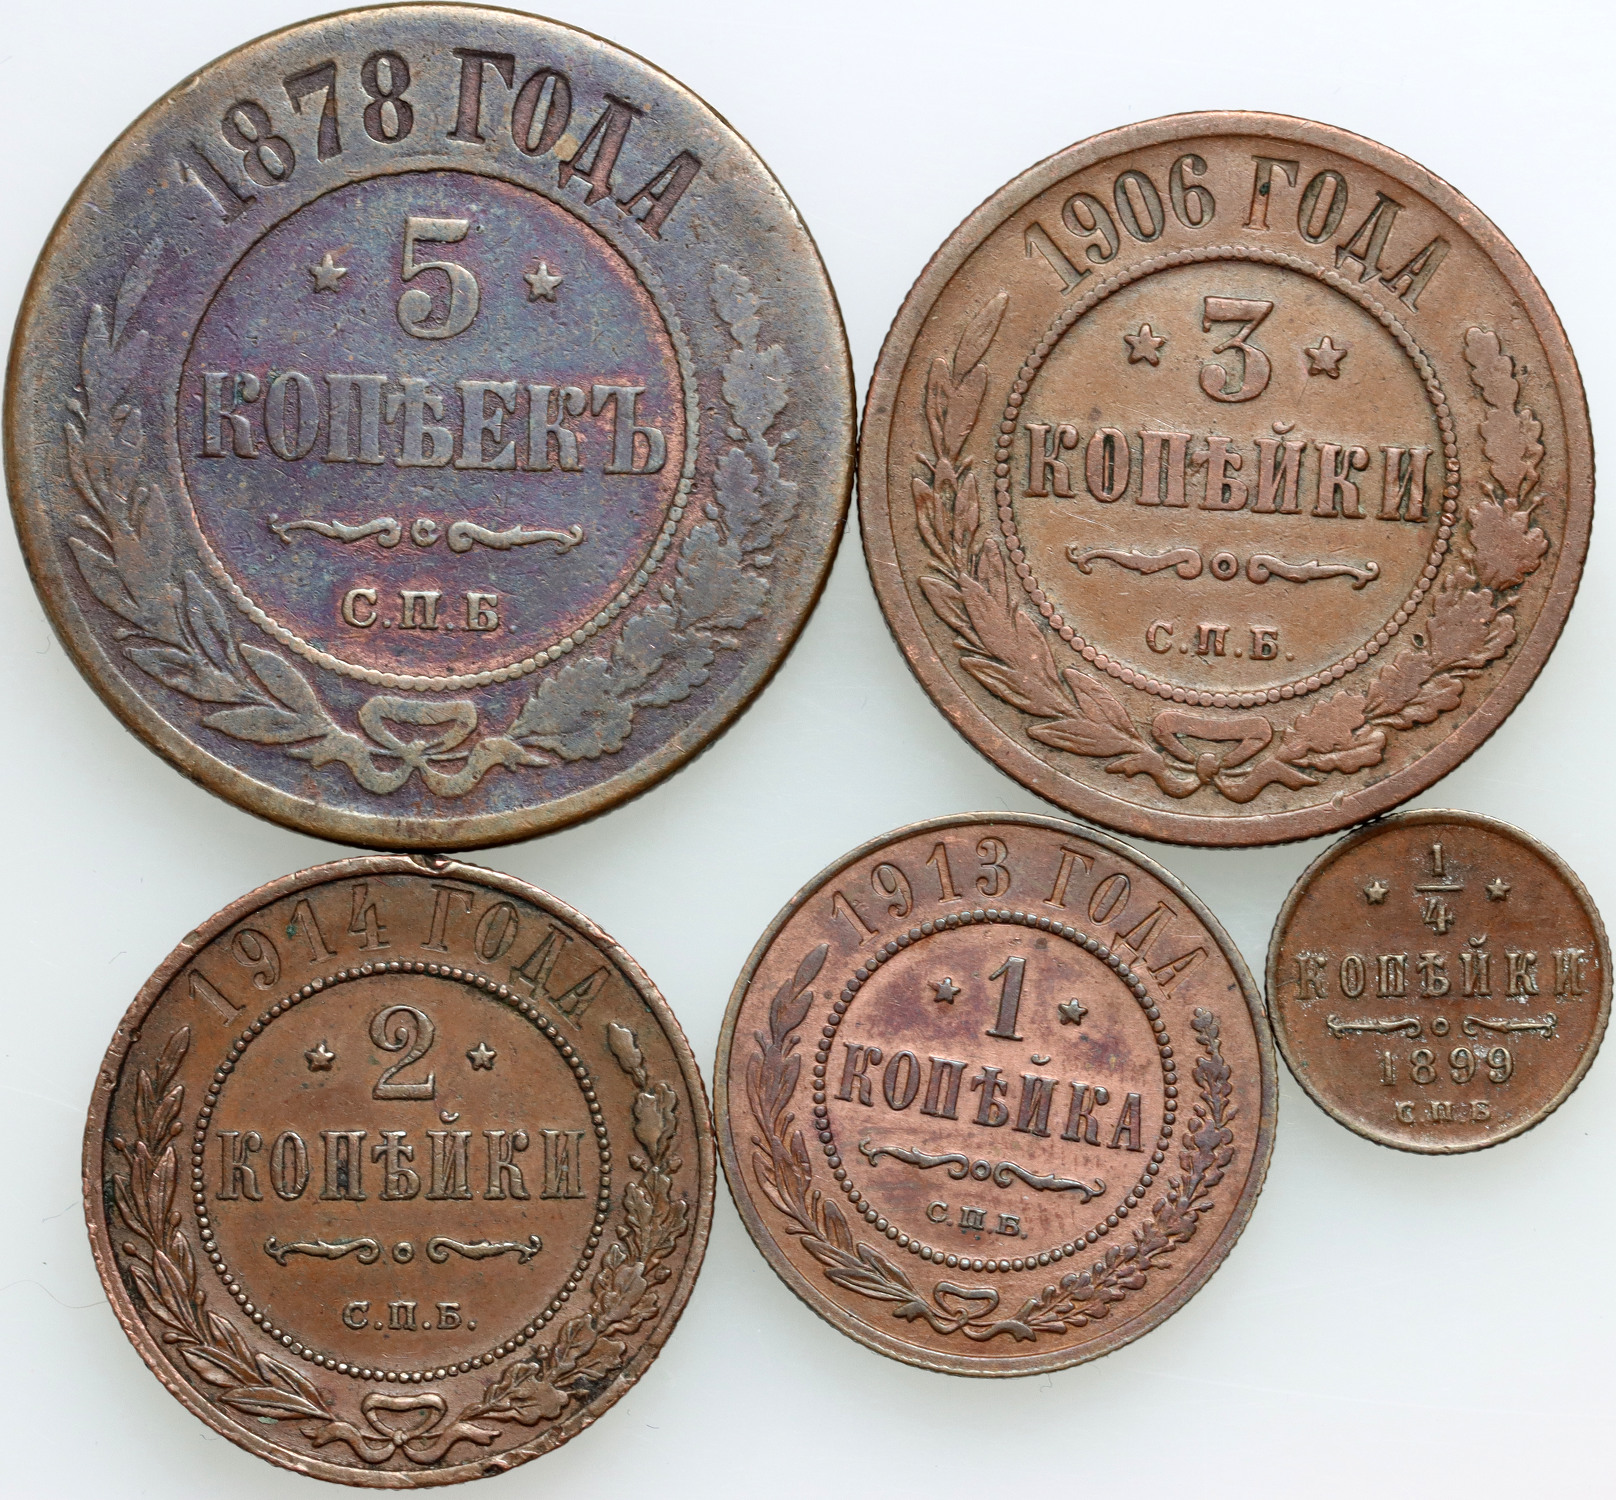 1878 ГОДА
5
КОПѢЕКЪ
С.П.Б.
1906 ГОДА
3
КОПѢЙКИ
С.П.Б.
1914 ГОДА
2
КОПѢЙКИ
С.П.Б.
1913 ГОДА
1
КОПѢЙКА
С.П.Б.
1/4
КОПѢЙКИ
1899
С.П.Б